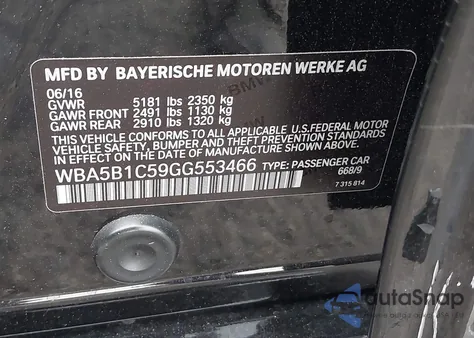 MFD BY BAYERISCHE MOTOREN WERKE AG
06/16
GVWR 5181 lbs 2350 kg
GAWR FRONT 2491 lbs 1130 kg
GAWR REAR 2910 lbs 1320 kg
THIS VEHICLE CONFORMS TO ALL APPLICABLE U.S.FEDERAL MOTOR
VEHICLE SAFETY, BUMPER, AND THEFT PREVENTION STANDARDS
IN EFFECT ON THE DATE OF MANUFACTURE SHOWN ABOVE.
WBA5B1C59GG553466 TYPE: PASSENGER CAR
668/9
7 315 814
autoSnap